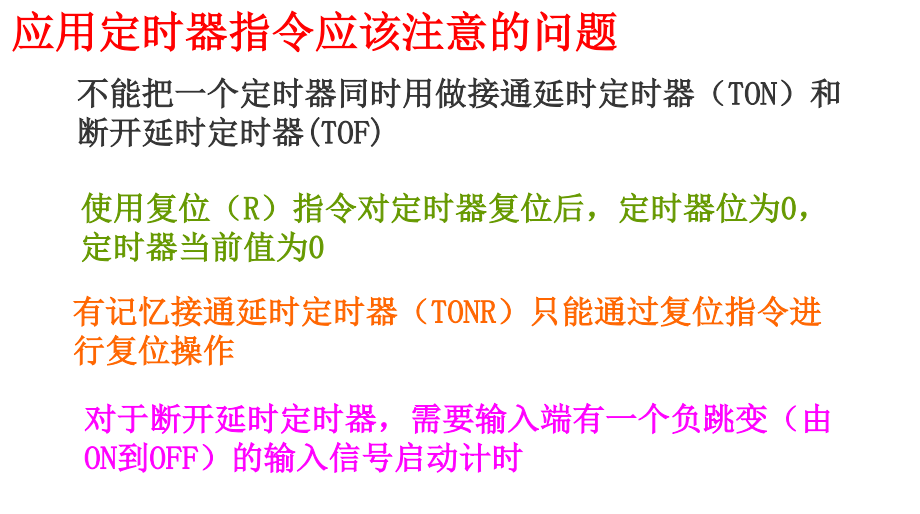 应用定时器指令应该注意的问题
不能把一个定时器同时用做接通延时定时器（TON）和
断开延时定时器(TOF)
使用复位（R）指令对定时器复位后，定时器位为0，
定时器当前值为0
有记忆接通延时定时器（TONR）只能通过复位指令进
行复位操作
对于断开延时定时器，需要输入端有一个负跳变（由
ON到OFF）的输入信号启动计时